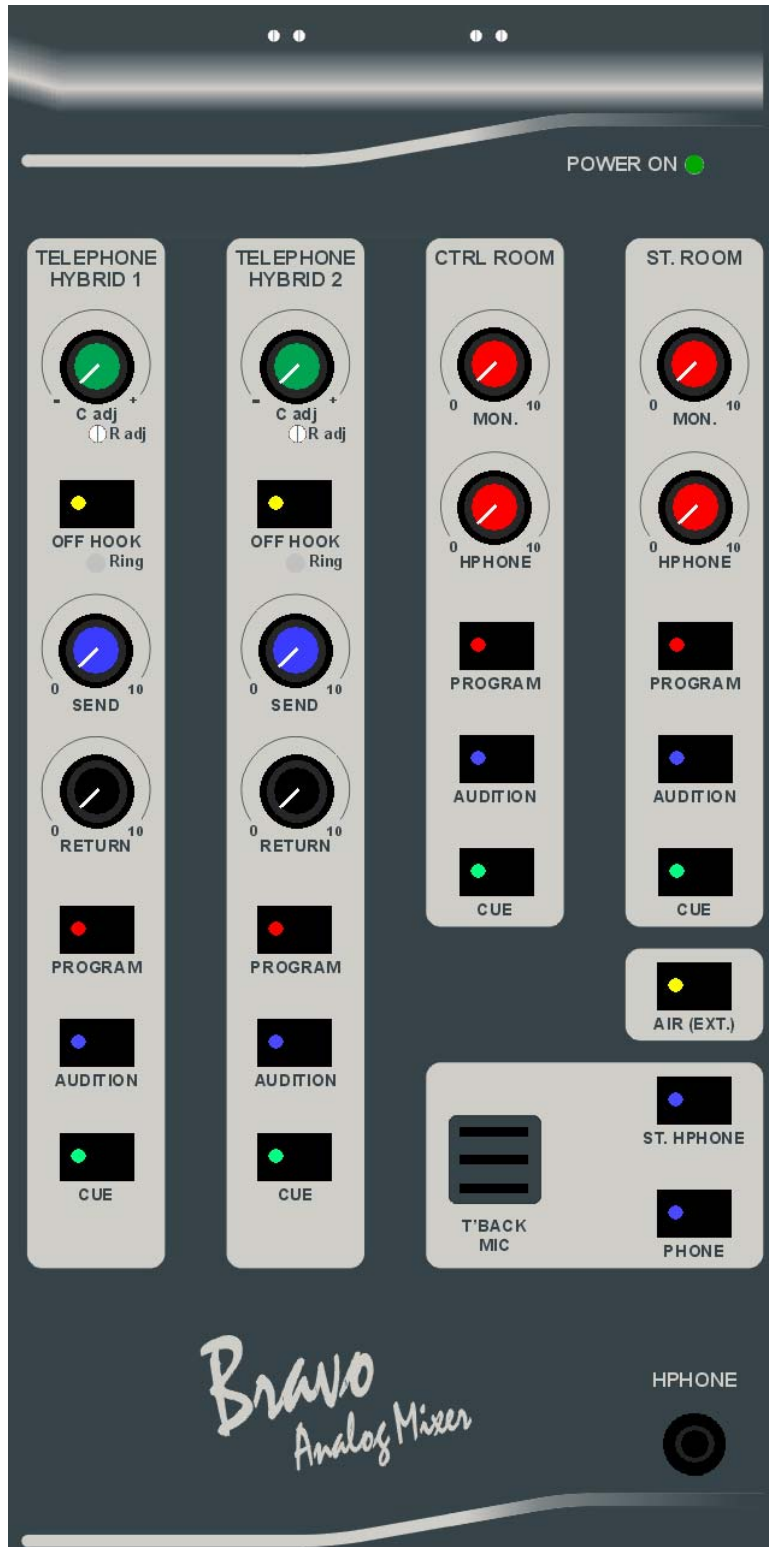 POWER ON
TELEPHONE
HYBRID 1
- +
C adj
R adj
OFF HOOK
Ring
0 10
SEND
0 10
RETURN
PROGRAM
AUDITION
CUE
TELEPHONE
HYBRID 2
- +
C adj
R adj
OFF HOOK
Ring
0 10
SEND
0 10
RETURN
PROGRAM
AUDITION
CUE
CTRL ROOM
0 10
MON.
0 10
HPHONE
PROGRAM
AUDITION
CUE
ST. ROOM
0 10
MON.
0 10
HPHONE
PROGRAM
AUDITION
CUE
AIR (EXT.)
T'BACK
MIC
ST. HPHONE
PHONE
Bravo
Analog Mixer
HPHONE